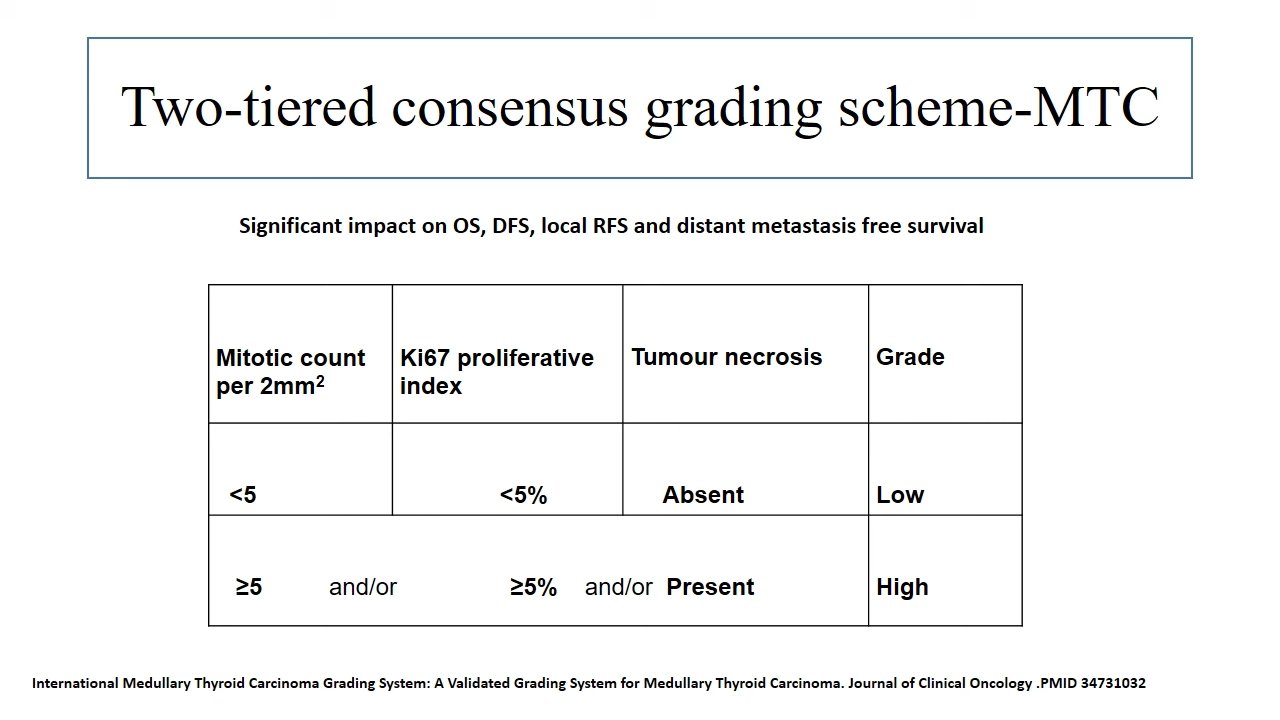 Two-tiered consensus grading scheme-MTC
Significant impact on OS, DFS, local RFS and distant metastasis free survival
Mitotic count per 2mm²
Ki67 proliferative index
Tumour necrosis
Grade
<5 <5% Absent Low
≥5 and/or ≥5% and/or Present High
International Medullary Thyroid Carcinoma Grading System: A Validated Grading System for Medullary Thyroid Carcinoma. Journal of Clinical Oncology .PMID 34731032